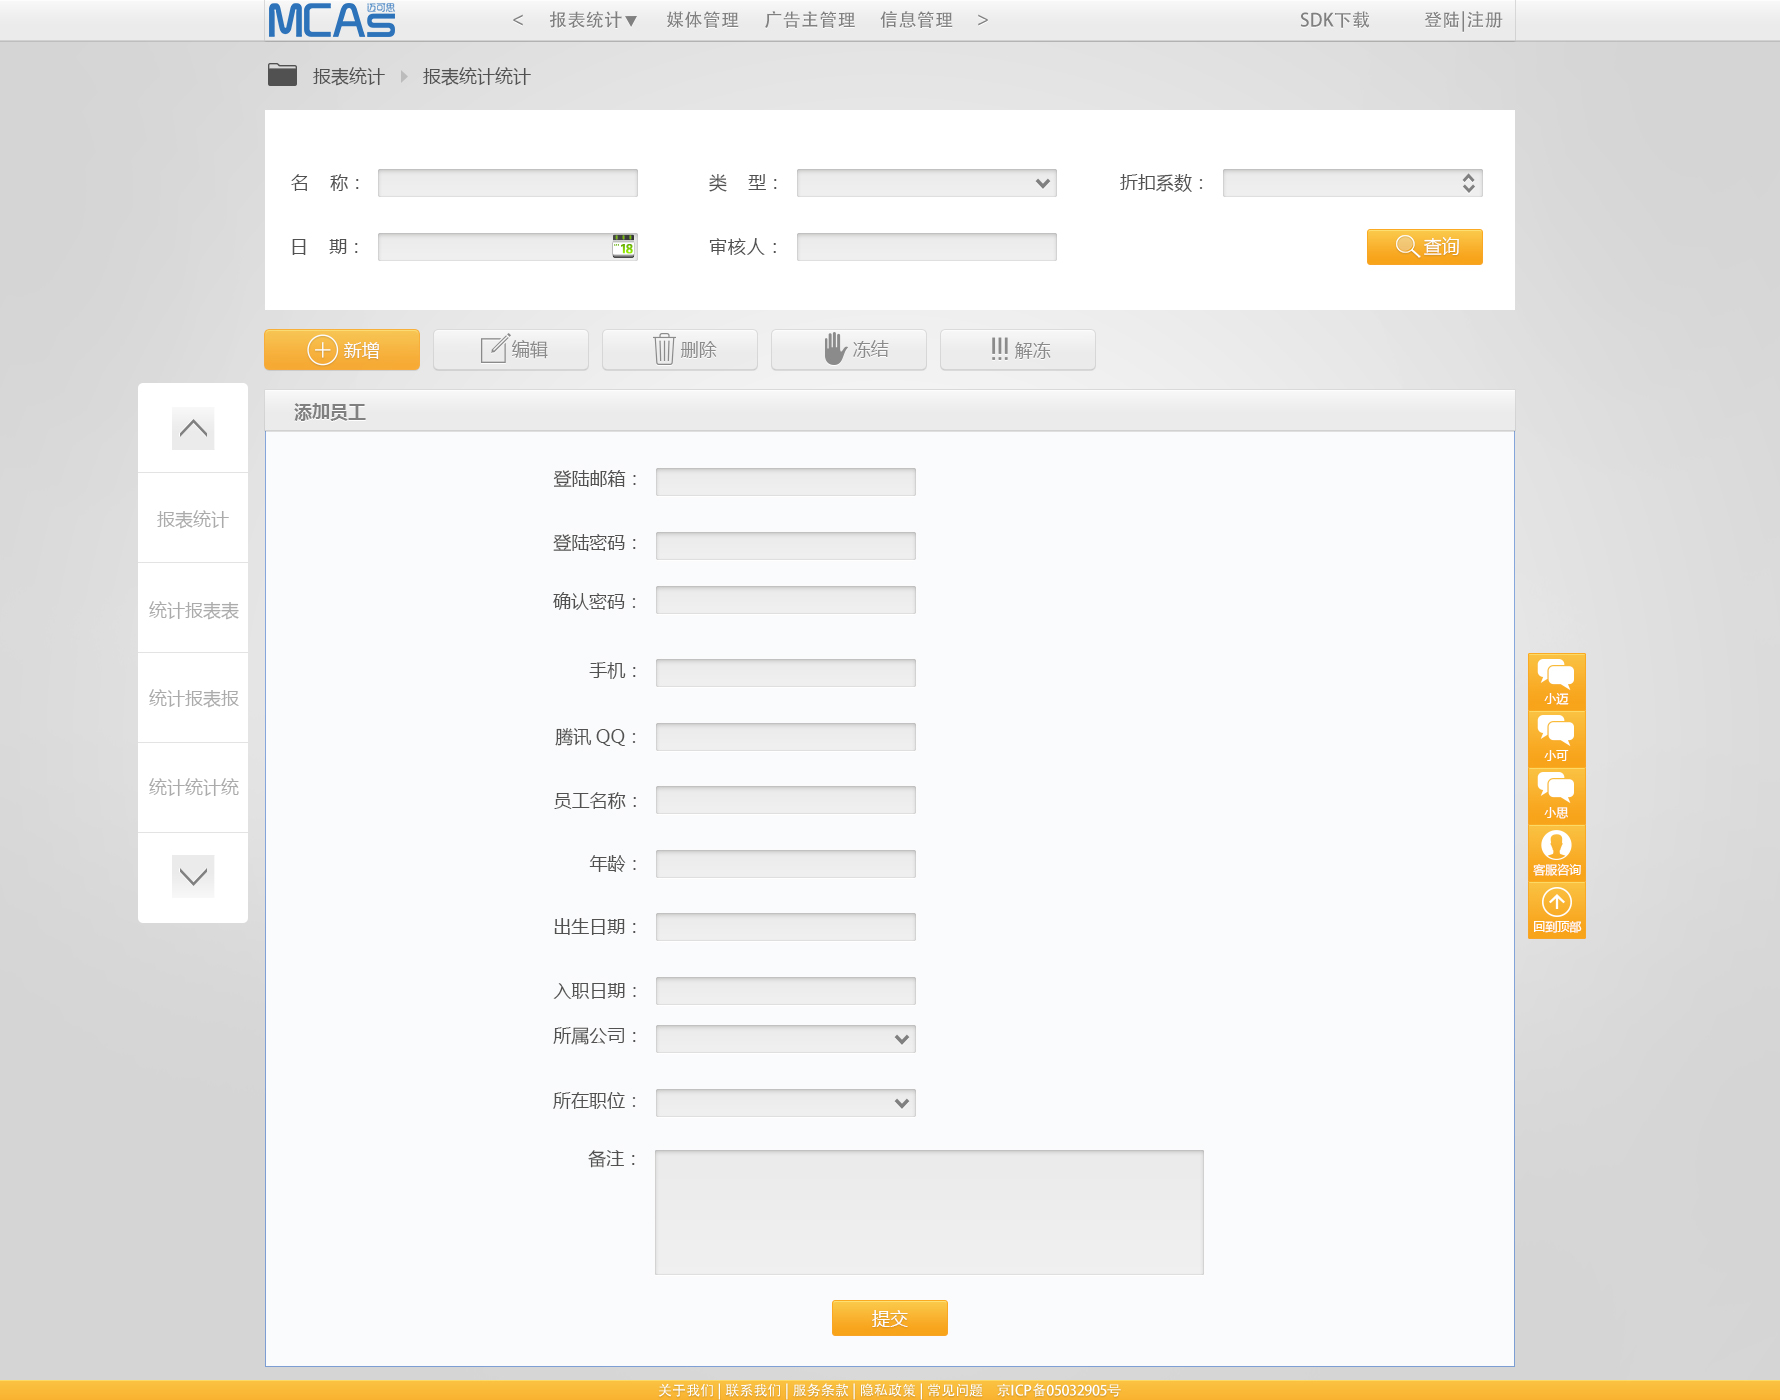 MCAs 迈可思 < 报表统计▼ 媒体管理 广告主管理 信息管理 > SDK下载 登陆|注册
报表统计 报表统计统计
名 称： 类 型： 折扣系数：
日 期： 18 审核人： 查询
新增 编辑 删除 冻结 解冻
添加员工
登陆邮箱：
报表统计
登陆密码：
确认密码：
统计报表表
手机：
统计报表报
小迈
腾讯 QQ：
小可
统计统计统
员工名称：
小思
年龄：
客服咨询
出生日期：
回到顶部
入职日期：
所属公司：
所在职位：
备注：
提交
关于我们 | 联系我们 | 服务条款 | 隐私政策 | 常见问题 京ICP备05032905号